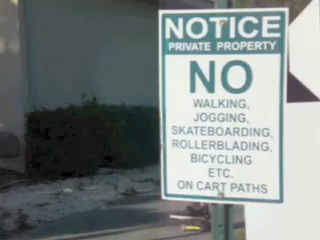 NOTICE
PRIVATE PROPERTY
NO
WALKING,
JOGGING,
SKATEBOARDING,
ROLLERBLADING,
BICYCLING
ETC.
ON CART PATHS